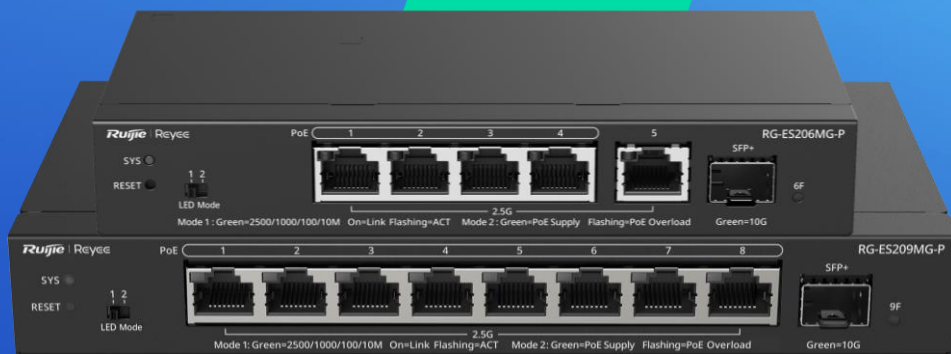 Ruijie | Reyee PoE 1 2 3 4 5 RG-ES206MG-P
SFP+
SYS
RESET
1 2
6F
LED Mode
2.5G
Mode 1 : Green=2500/1000/100/10M On=Link Flashing=ACT Mode 2 : Green=PoE Supply Flashing=PoE Overload Green=10G
Ruijie | Reyee PoE 1 2 3 4 5 6 7 8 RG-ES209MG-P
SFP+
SYS
RESET
1 2
9F
LED Mode
2.5G
Mode 1: Green=2500/1000/100/10M On=Link Flashing=ACT Mode 2: Green=PoE Supply Flashing=PoE Overload Green=10G